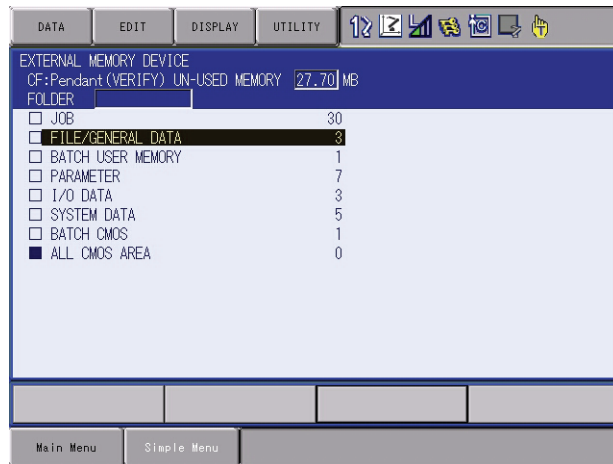 DATA EDIT DISPLAY UTILITY
EXTERNAL MEMORY DEVICE
CF:Pendant(VERIFY) UN-USED MEMORY 27.70 MB
FOLDER
JOB 30
FILE/GENERAL DATA 3
BATCH USER MEMORY 1
PARAMETER 7
I/O DATA 3
SYSTEM DATA 5
BATCH CMOS 1
ALL CMOS AREA 0
Main Menu Simple Menu